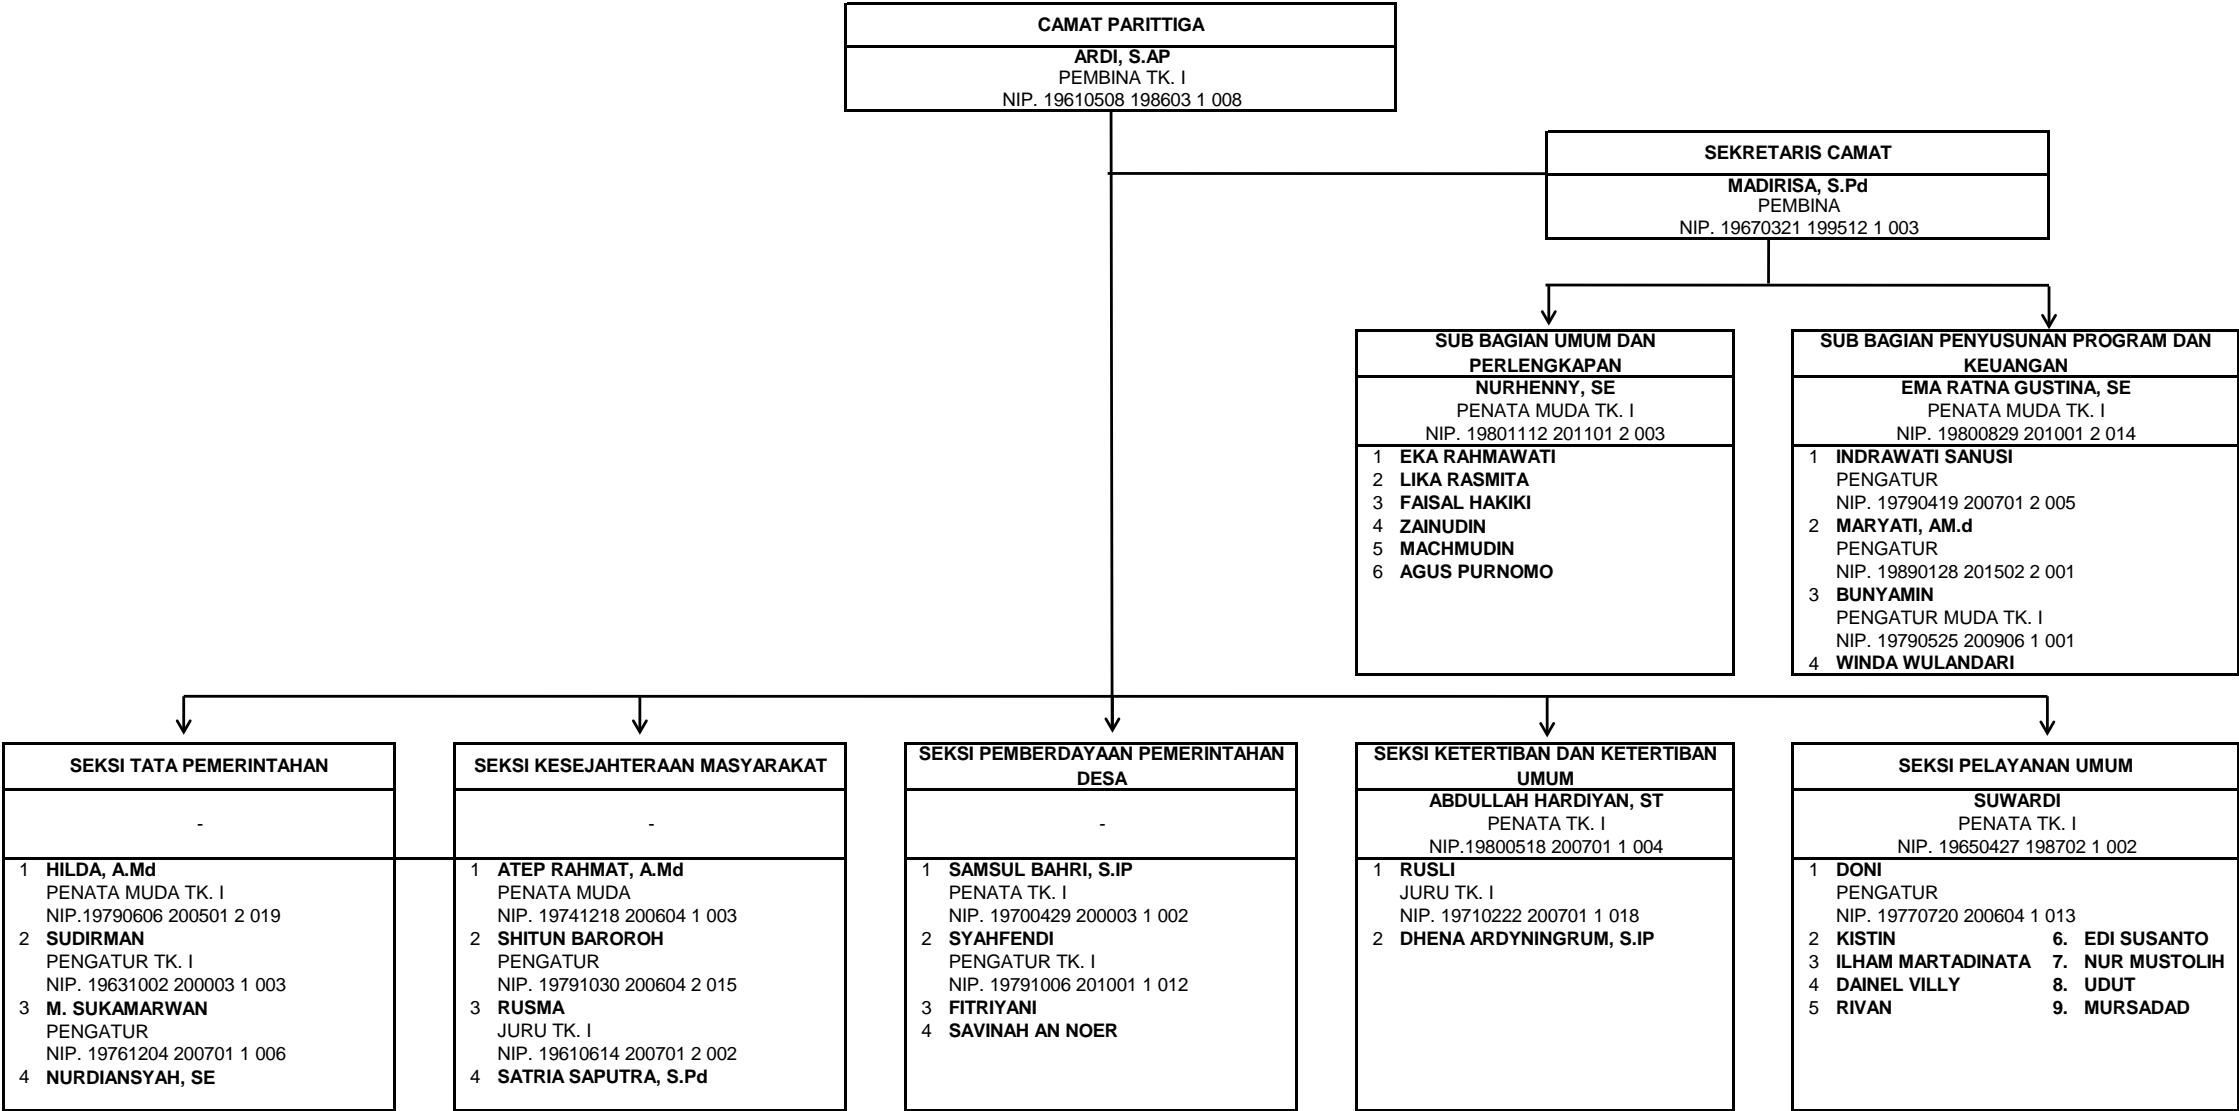 CAMAT PARITTIGA
ARDI, S.AP
PEMBINA TK. I
NIP. 19610508 198603 1 008
SEKRETARIS CAMAT
MADIRISA, S.Pd
PEMBINA
NIP. 19670321 199512 1 003
SUB BAGIAN UMUM DAN
PERLENGKAPAN
NURHENNY, SE
PENATA MUDA TK. I
NIP. 19801112 201101 2 003
1 EKA RAHMAWATI
2 LIKA RASMITA
3 FAISAL HAKIKI
4 ZAINUDIN
5 MACHMUDIN
6 AGUS PURNOMO
SUB BAGIAN PENYUSUNAN PROGRAM DAN
KEUANGAN
EMA RATNA GUSTINA, SE
PENATA MUDA TK. I
NIP. 19800829 201001 2 014
1 INDRAWATI SANUSI
PENGATUR
NIP. 19790419 200701 2 005
2 MARYATI, AM.d
PENGATUR
NIP. 19890128 201502 2 001
3 BUNYAMIN
PENGATUR MUDA TK. I
NIP. 19790525 200906 1 001
4 WINDA WULANDARI
SEKSI TATA PEMERINTAHAN
-
1 HILDA, A.Md
PENATA MUDA TK. I
NIP.19790606 200501 2 019
2 SUDIRMAN
PENGATUR TK. I
NIP. 19631002 200003 1 003
3 M. SUKAMARWAN
PENGATUR
NIP. 19761204 200701 1 006
4 NURDIANSYAH, SE
SEKSI KESEJAHTERAAN MASYARAKAT
-
1 ATEP RAHMAT, A.Md
PENATA MUDA
NIP. 19741218 200604 1 003
2 SHITUN BAROROH
PENGATUR
NIP. 19791030 200604 2 015
3 RUSMA
JURU TK. I
NIP. 19610614 200701 2 002
4 SATRIA SAPUTRA, S.Pd
SEKSI PEMBERDAYAAN PEMERINTAHAN
DESA
-
1 SAMSUL BAHRI, S.IP
PENATA TK. I
NIP. 19700429 200003 1 002
2 SYAHFENDI
PENGATUR TK. I
NIP. 19791006 201001 1 012
3 FITRIYANI
4 SAVINAH AN NOER
SEKSI KETERTIBAN DAN KETERTIBAN
UMUM
ABDULLAH HARDIYAN, ST
PENATA TK. I
NIP.19800518 200701 1 004
1 RUSLI
JURU TK. I
NIP. 19710222 200701 1 018
2 DHENA ARDYNINGRUM, S.IP
SEKSI PELAYANAN UMUM
SUWARDI
PENATA TK. I
NIP. 19650427 198702 1 002
1 DONI
PENGATUR
NIP. 19770720 200604 1 013
2 KISTIN 6. EDI SUSANTO
3 ILHAM MARTADINATA 7. NUR MUSTOLIH
4 DAINEL VILLY 8. UDUT
5 RIVAN 9. MURSADAD